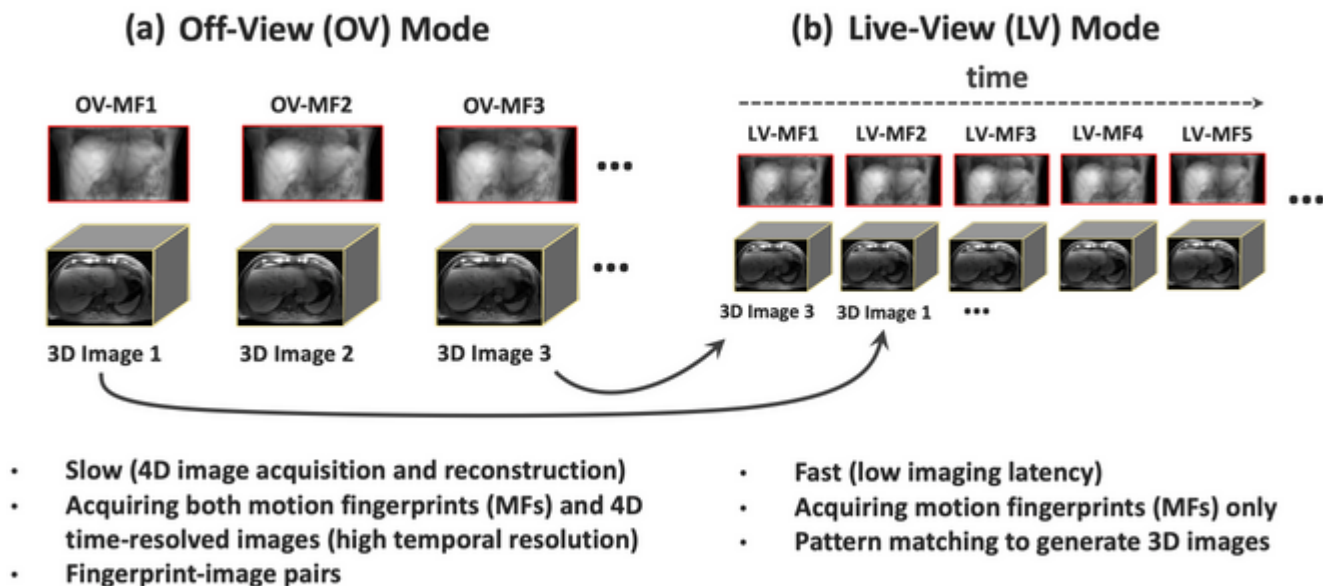 (a) Off-View (OV) Mode
OV-MF1 OV-MF2 OV-MF3
...
...
3D Image 1 3D Image 2 3D Image 3
• Slow (4D image acquisition and reconstruction)
• Acquiring both motion fingerprints (MFs) and 4D
time-resolved images (high temporal resolution)
• Fingerprint-image pairs
(b) Live-View (LV) Mode
time
LV-MF1 LV-MF2 LV-MF3 LV-MF4 LV-MF5
...
3D Image 3 3D Image 1 ...
• Fast (low imaging latency)
• Acquiring motion fingerprints (MFs) only
• Pattern matching to generate 3D images